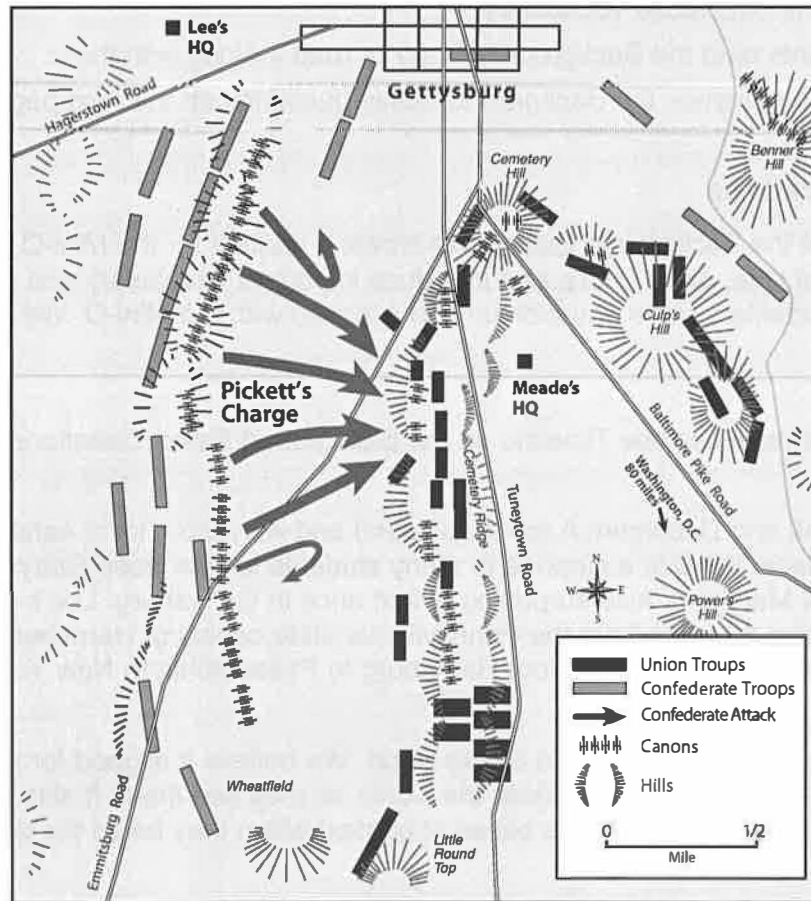 Lee's
HQ
Hagerstown Road
Gettysburg
Cemetery
Hill
Benner's
Hill
Culp's
Hill
Pickett's
Charge
Meade's
HQ
Baltimore Pike Road
Washington, D.C.
80 miles
Cemetery Ridge
Tuneytown Road
N
W
E
S
Power's
Hill
Emmitsburg Road
Wheatfield
Little
Round
Top
Union Troups
Confederate Troops
Confederate Attack
Canons
Hills
0
1/2
Mile